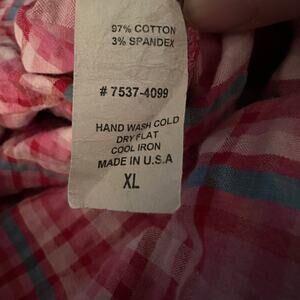 97% COTTON
3% SPANDEX
# 7537-4099
HAND WASH COLD
DRY FLAT
COOL IRON
MADE IN U.S.A
XL